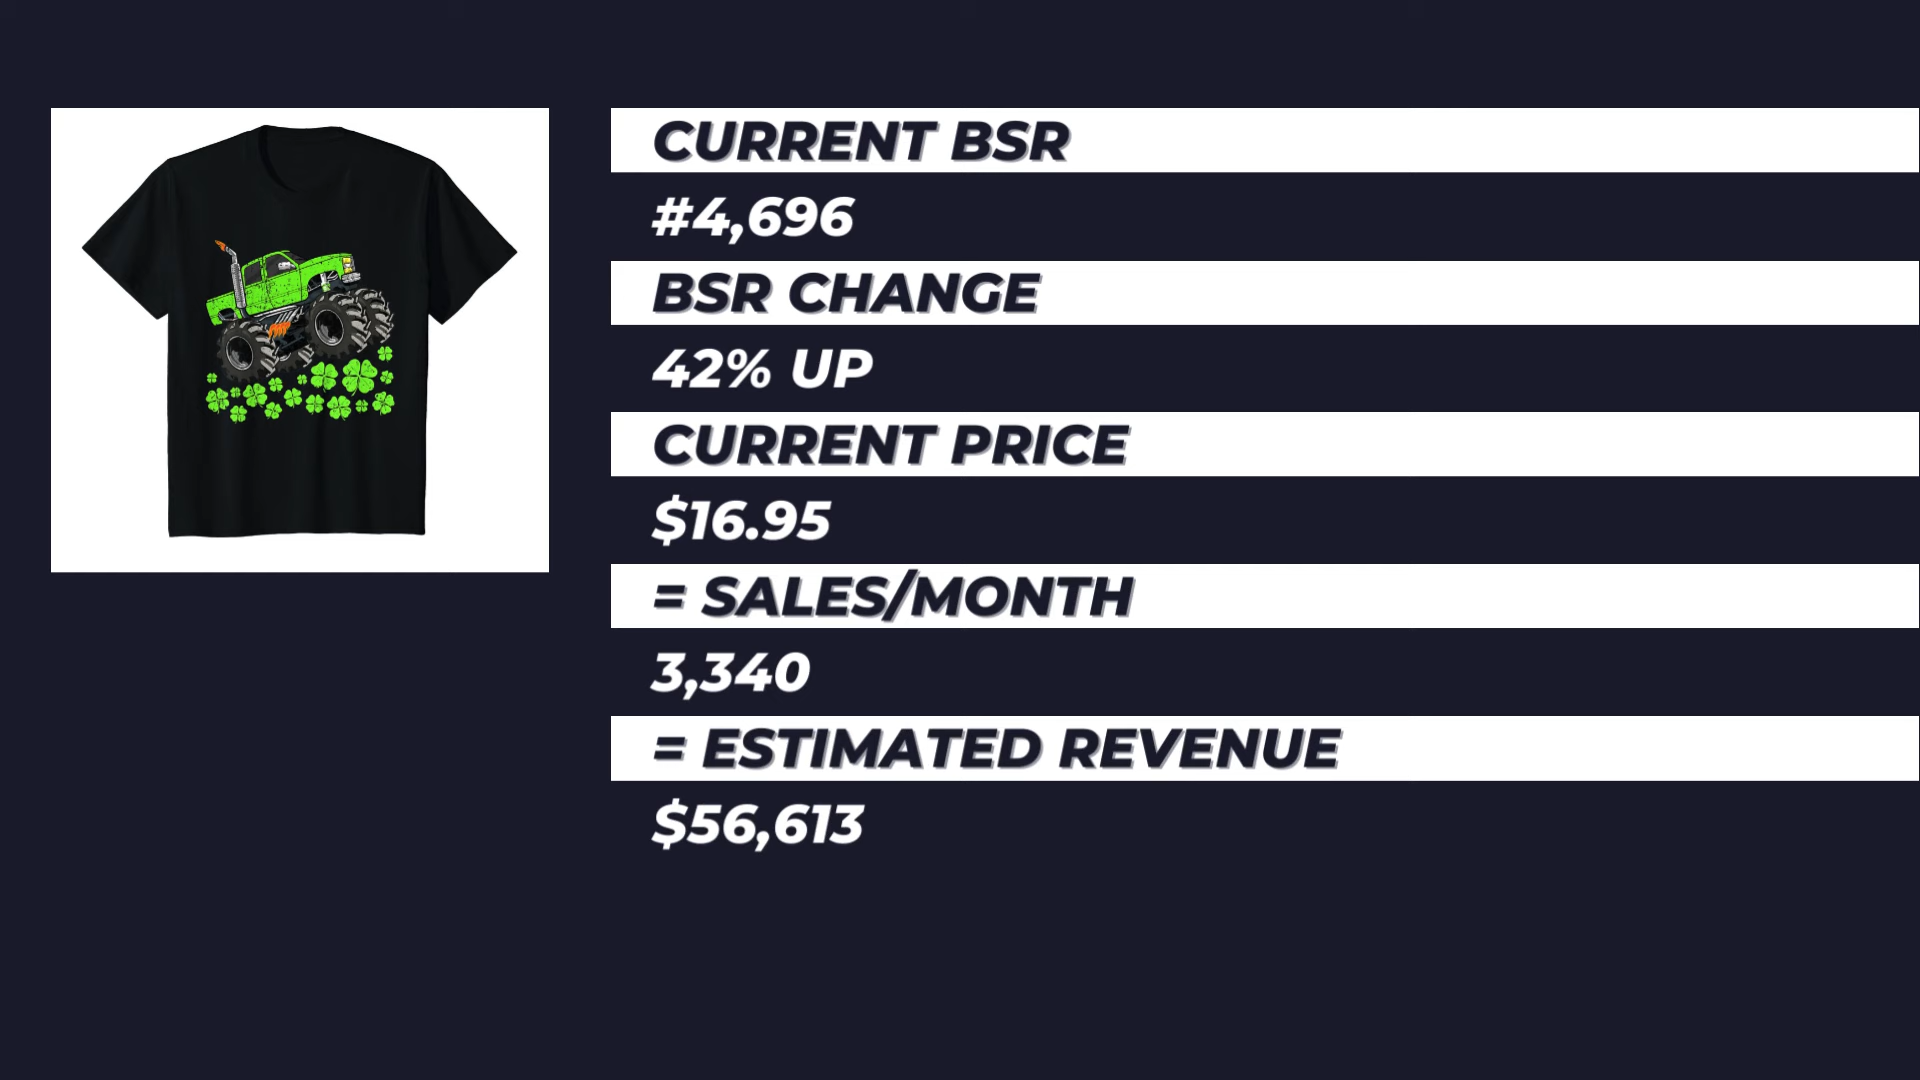 CURRENT BSR
#4,696
BSR CHANGE
42% UP
CURRENT PRICE
$16.95
= SALES/MONTH
3,340
= ESTIMATED REVENUE
$56,613